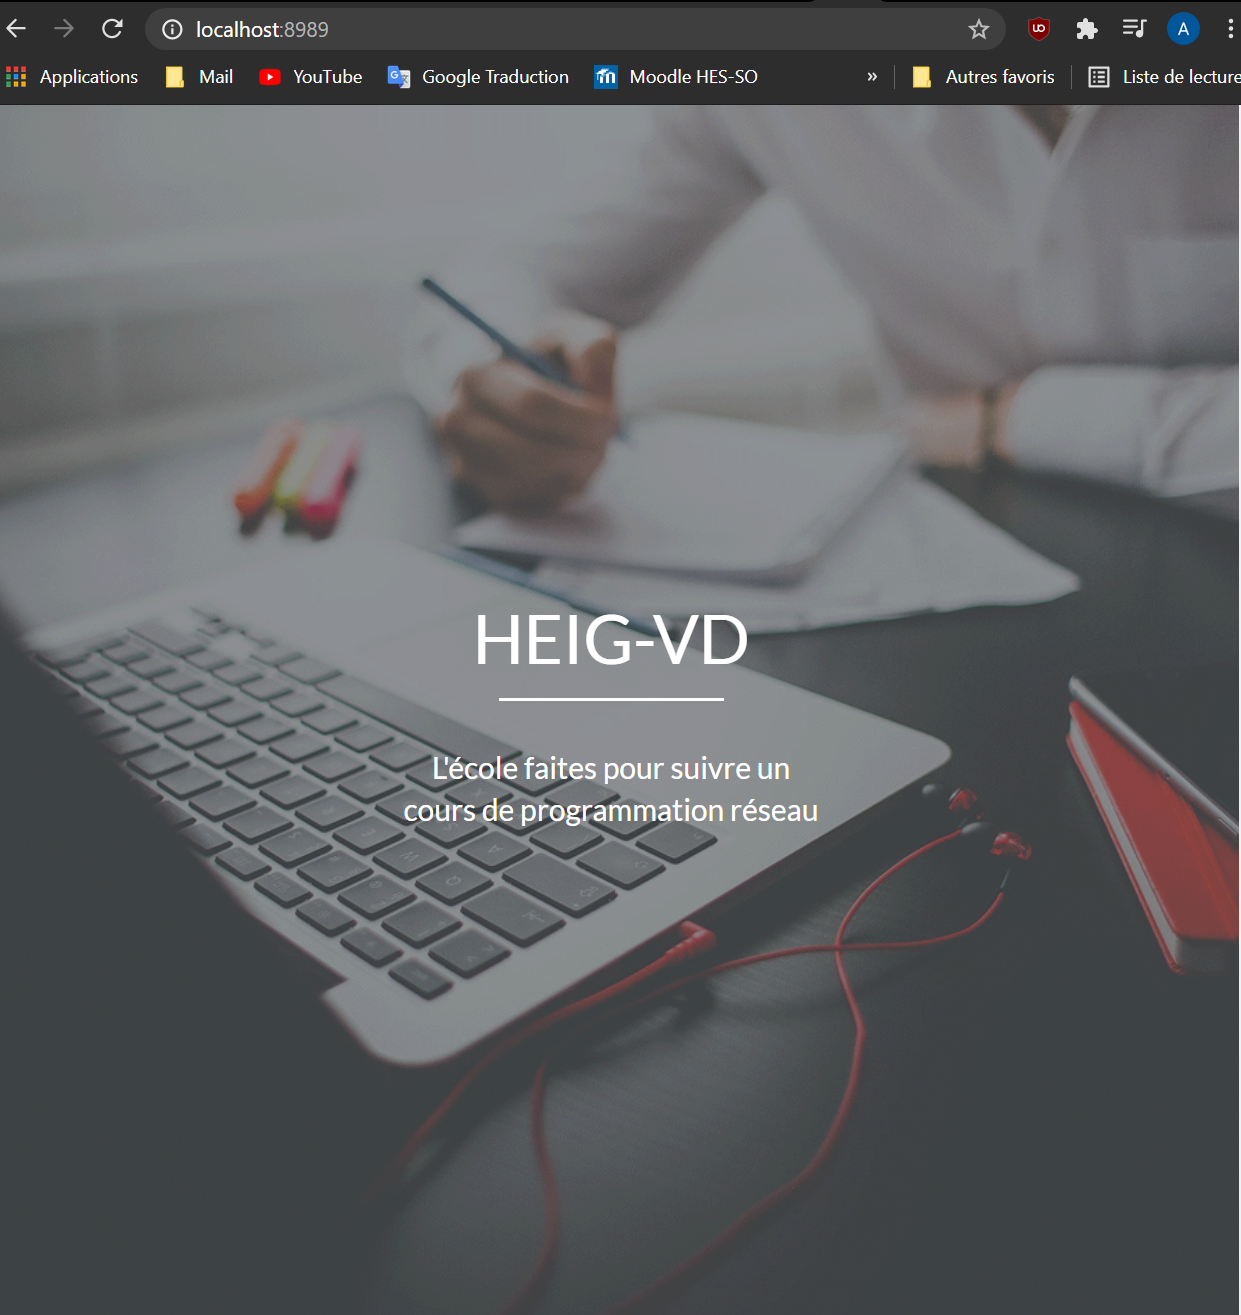 localhost:8989
A
Applications
Mail
YouTube
Google Traduction
Moodle HES-SO
»
Autres favoris
Liste de lecture
HEIG-VD
L'école faites pour suivre un
cours de programmation réseau